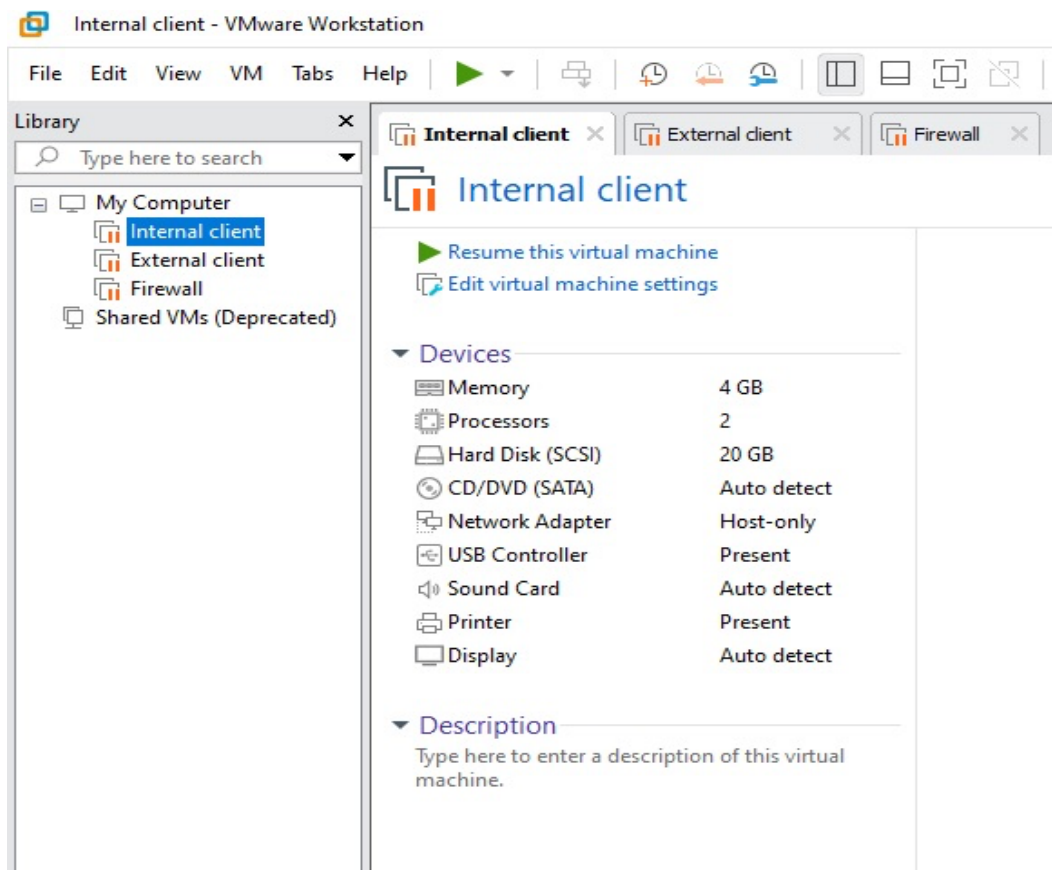 Internal client - VMware Workstation
File Edit View VM Tabs Help
Library
Type here to search
My Computer
Internal client
External client
Firewall
Shared VMs (Deprecated)
Internal client External client Firewall
Internal client
Resume this virtual machine
Edit virtual machine settings
Devices
Memory 4 GB
Processors 2
Hard Disk (SCSI) 20 GB
CD/DVD (SATA) Auto detect
Network Adapter Host-only
USB Controller Present
Sound Card Auto detect
Printer Present
Display Auto detect
Description
Type here to enter a description of this virtual
machine.